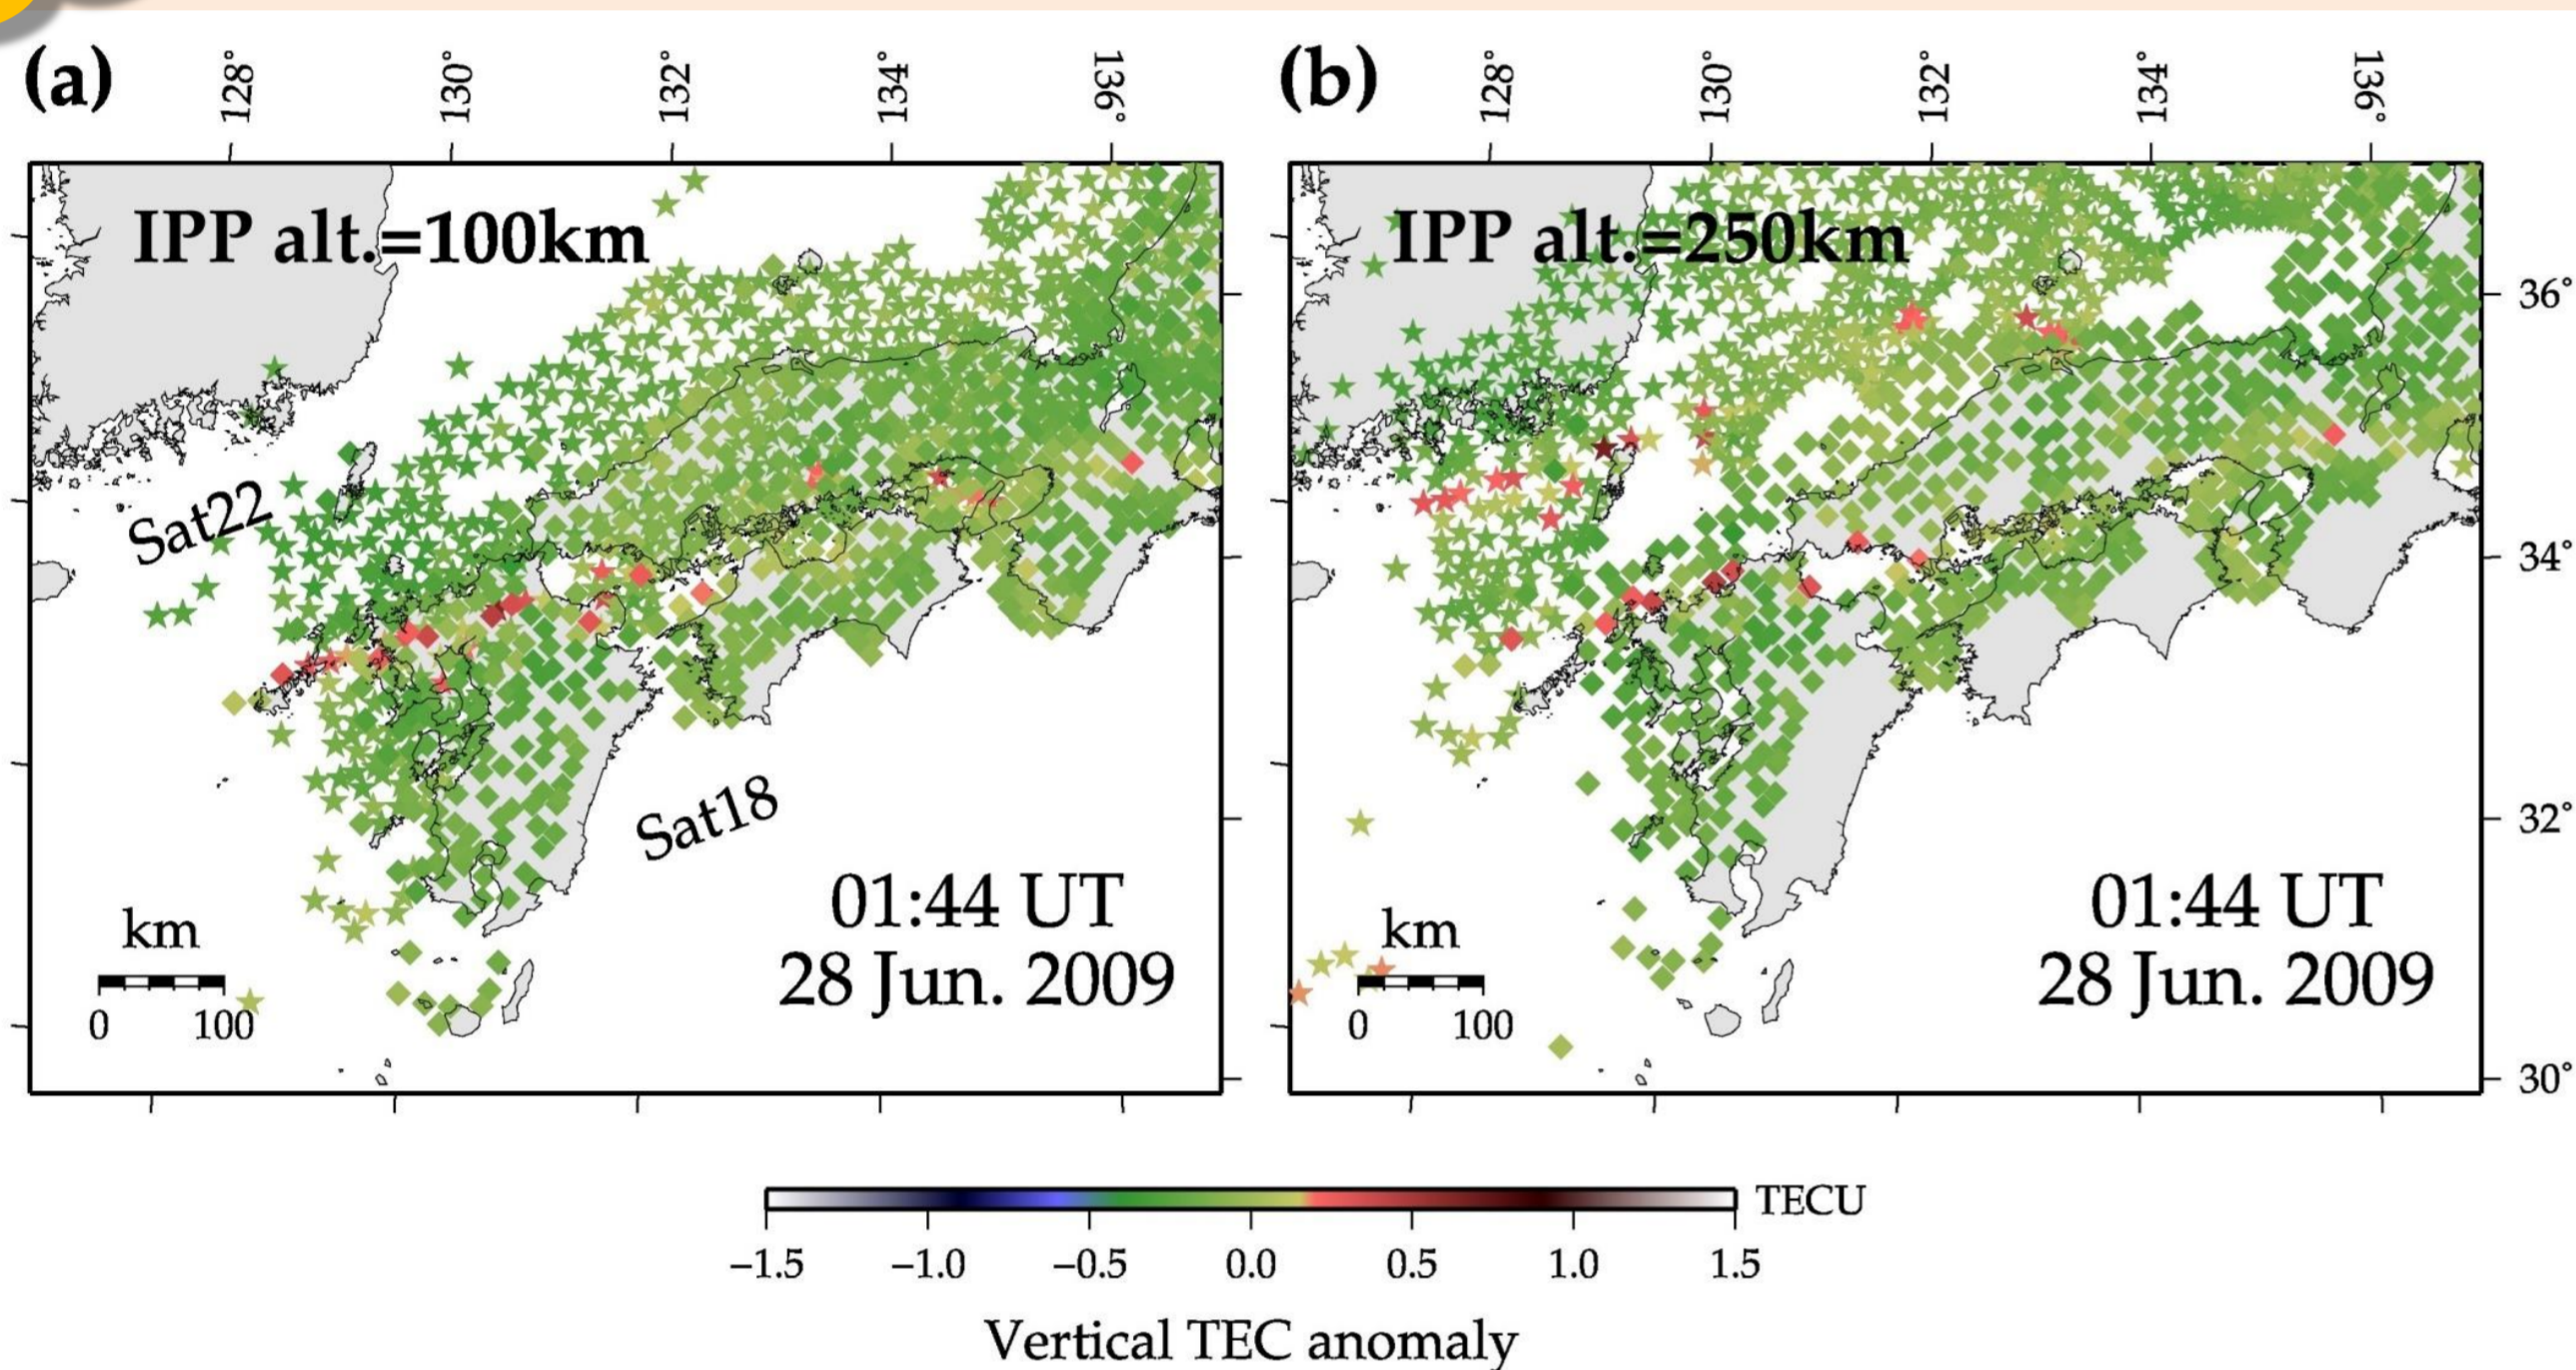 (a)
128°
130°
132°
134°
136°
IPP alt.=100km
Sat22
Sat18
km
0 100
01:44 UT
28 Jun. 2009
(b)
128°
130°
132°
134°
136°
IPP alt.=250km
36°
34°
32°
30°
km
0 100
01:44 UT
28 Jun. 2009
TECU
−1.5 −1.0 −0.5 0.0 0.5 1.0 1.5
Vertical TEC anomaly